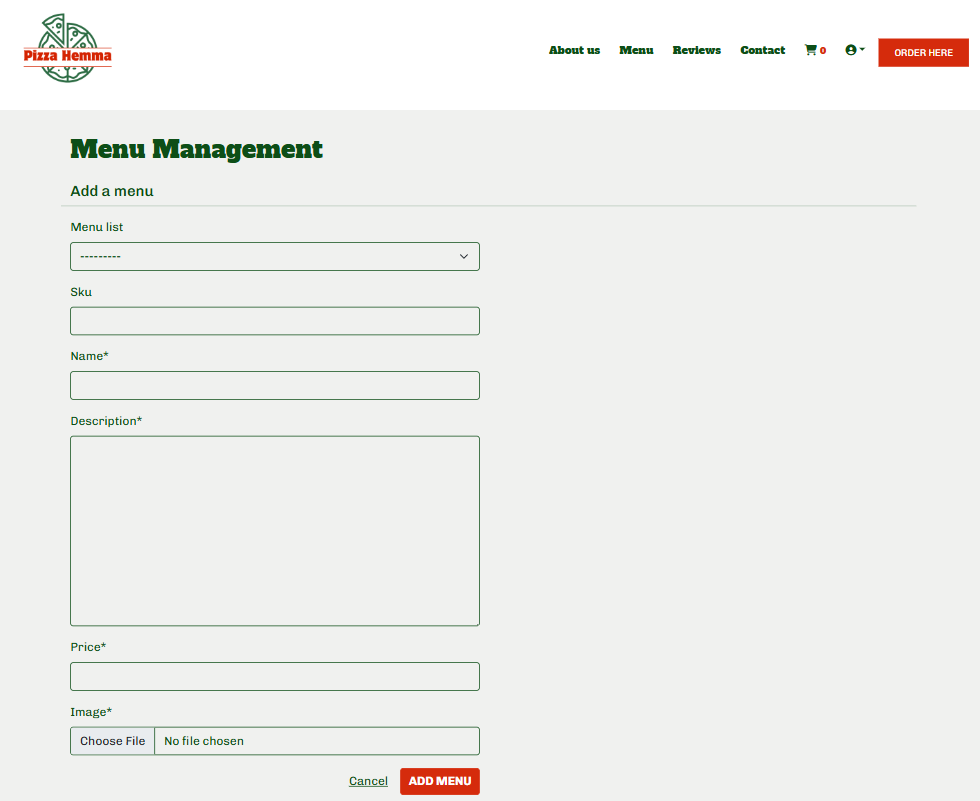 Pizza Hemma
About us Menu Reviews Contact 0 ORDER HERE
Menu Management
Add a menu
Menu list
---------
Sku
Name*
Description*
Price*
Image*
Choose File No file chosen
Cancel ADD MENU